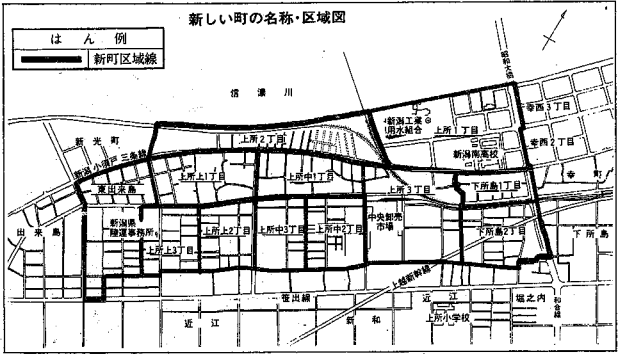 新しい町の名称・区域図
はん例
新町区域線
信濃川
昭和大橋
新潟工業
用水組合
上所1丁目
幸西3丁目
新光町
上所2丁目
新潟南高校
幸西2丁目
新潟小須戸三条線
上所上1丁目
上所中1丁目
上所3丁目
下所島1丁目
幸町
東出来島
出来島
新潟県
陸運事務所
上所上3丁目
上所上2丁目
上所中3丁目
上所中2丁目
中央卸売
市場
下所島2丁目
下所島
上越新幹線
笹出線
近江
堀之内
近江
新和
上所小学校
和合線